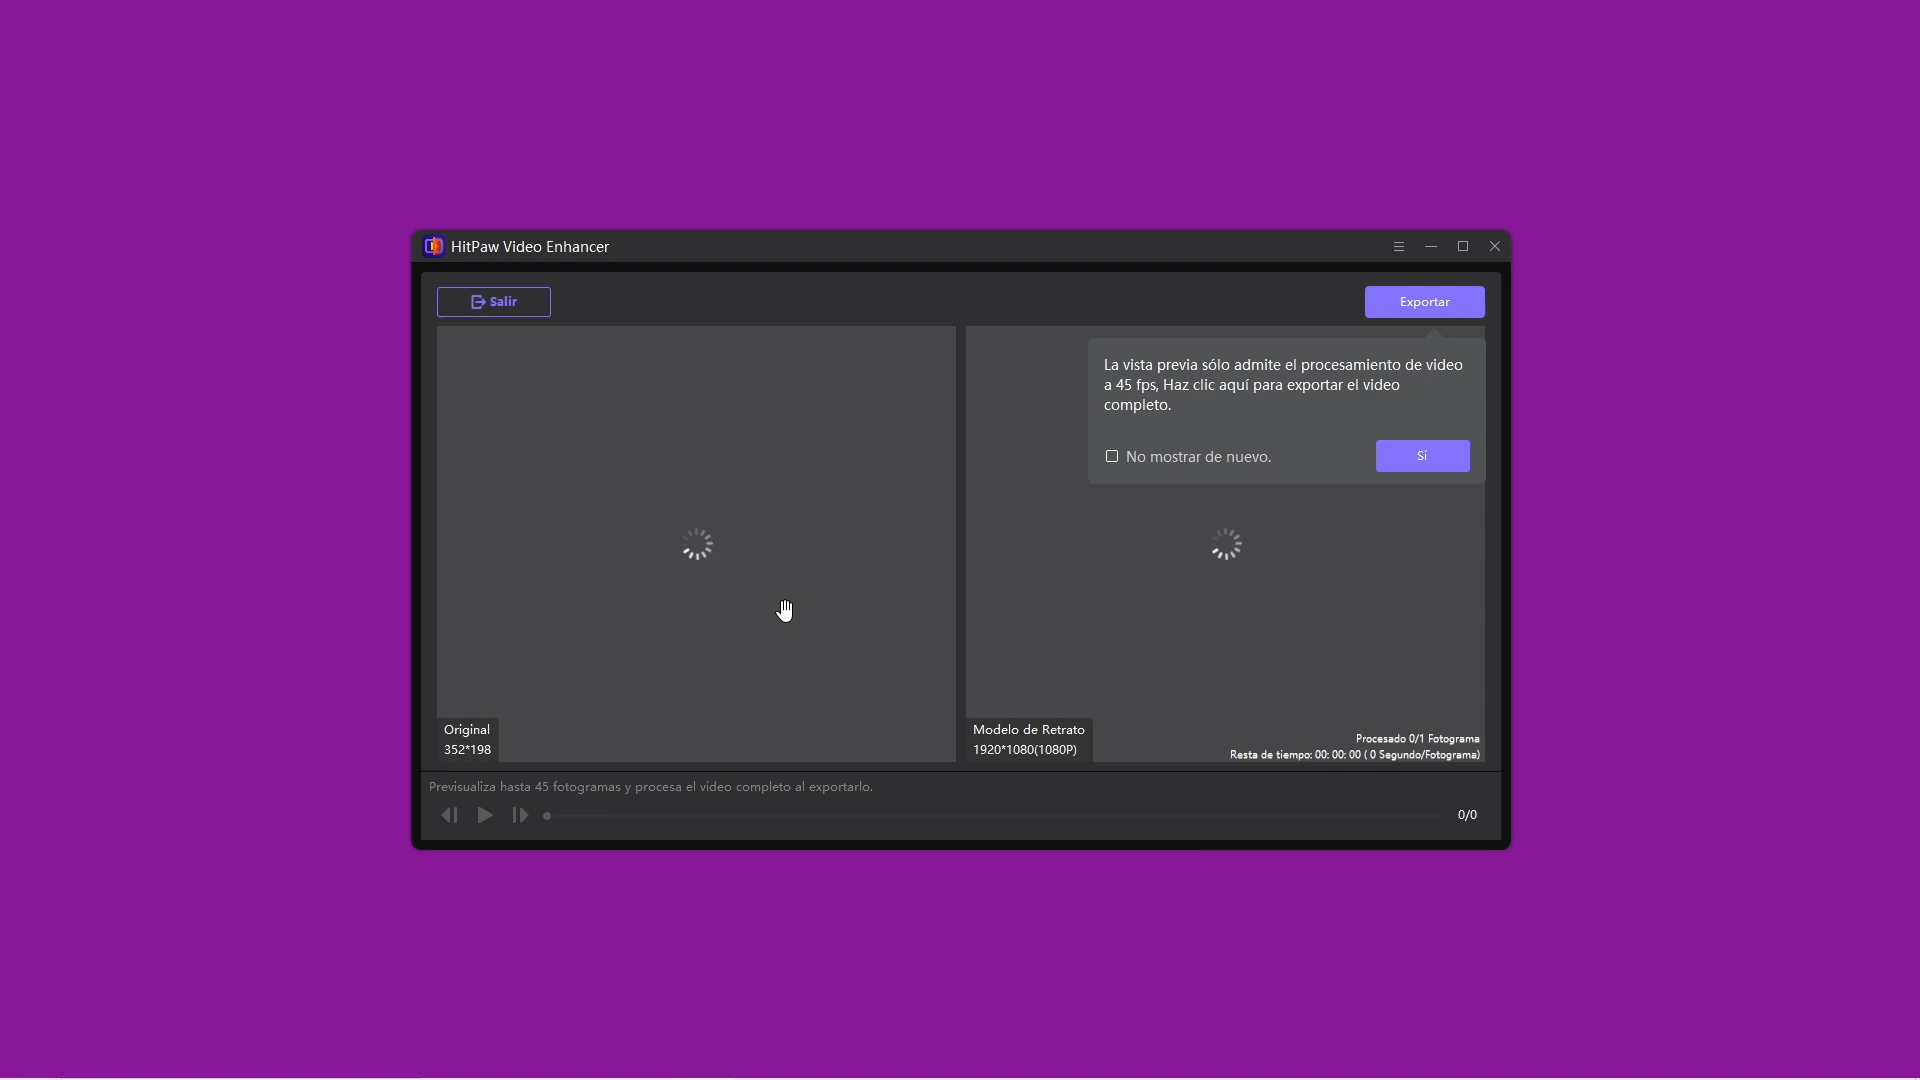 HitPaw Video Enhancer
Salir
Exportar
La vista previa sólo admite el procesamiento de video
a 45 fps, Haz clic aquí para exportar el video
completo.
No mostrar de nuevo.
Sí
Original
352*198
Modelo de Retrato
1920*1080(1080P)
Procesado 0/1 Fotograma
Resta de tiempo: 00: 00: 00 ( 0 Segundo/Fotograma)
Previsualiza hasta 45 fotogramas y procesa el vídeo completo al exportarlo.
0/0